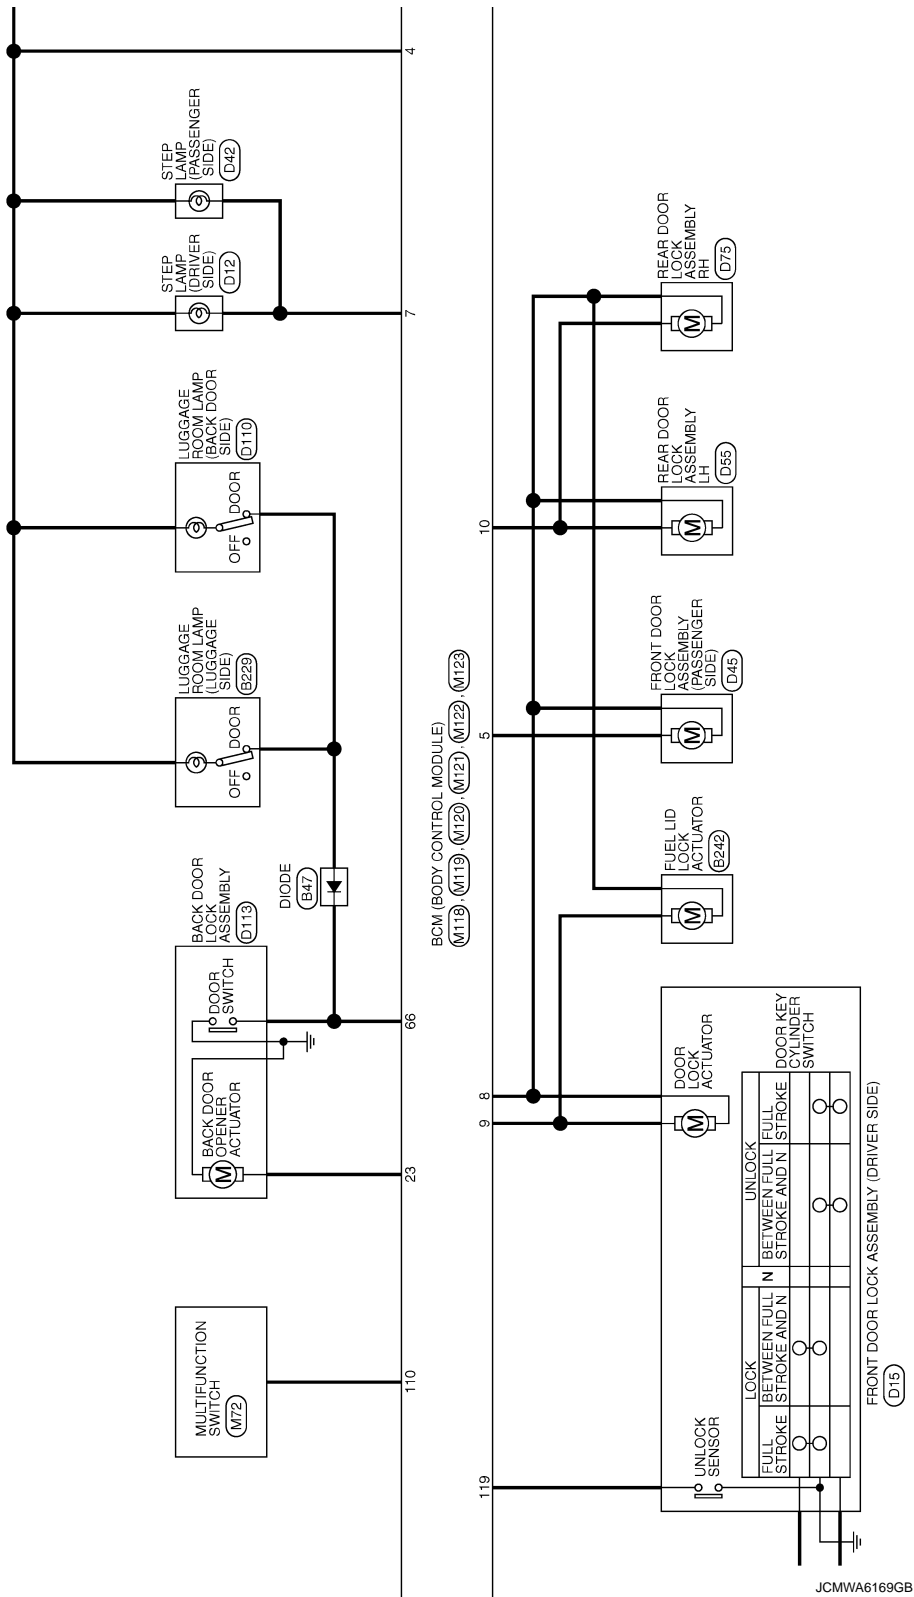 4
STEP
LAMP
(PASSENGER
SIDE)
D42
STEP
LAMP
(DRIVER
SIDE)
D12
7
LUGGAGE
ROOM LAMP
(BACK DOOR
SIDE)
D110
DOOR
OFF
LUGGAGE
ROOM LAMP
(LUGGAGE
SIDE)
B229
DOOR
OFF
DIODE
B47
BACK DOOR
LOCK
ASSEMBLY
D113
DOOR
SWITCH
66
BACK DOOR
OPENER
ACTUATOR
M
23
MULTIFUNCTION
SWITCH
M72
110
BCM (BODY CONTROL MODULE)
M118 , M119 , M120 , M121 , M122 , M123
REAR DOOR
LOCK
ASSEMBLY
RH
D75
M
10
REAR DOOR
LOCK
ASSEMBLY
LH
D55
M
5
FRONT DOOR
LOCK
ASSEMBLY
(PASSENGER
SIDE)
D45
M
FUEL LID
LOCK
ACTUATOR
B242
M
8
9
DOOR
LOCK
ACTUATOR
M
119
UNLOCK
SENSOR
DOOR KEY
CYLINDER
SWITCH
LOCK
N
UNLOCK
FULL
STROKE
BETWEEN FULL
STROKE AND N
BETWEEN FULL
STROKE AND N
FULL
STROKE
FRONT DOOR LOCK ASSEMBLY (DRIVER SIDE)
D15
JCMWA6169GB